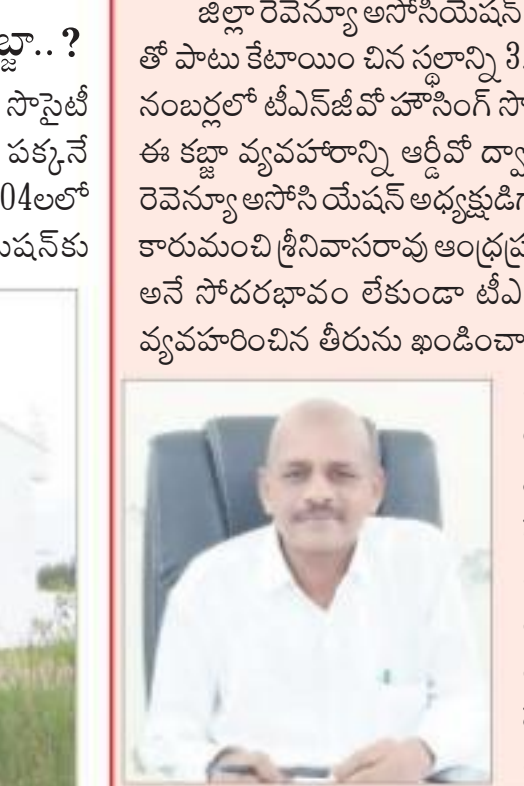 బ్జా..?
సొసైటీ
పక్కనే
04లలో
జిల్లా రెవెన్యూ అసోసియేషన్
తో పాటు కేటాయిం చిన స్థలాన్ని 3
నంబర్లలో టీఎన్‌జీవో హౌసింగ్ సొ
ఈ కబ్జా వ్యవహారాన్ని ఆర్డీవో ద్వా
రెవెన్యూ అసోసి యేషన్ అధ్యక్షుడిగ
కారుమంచి శ్రీనివాసరావు ఆంధ్రప్ర
అనే సోదరభావం లేకుండా టీఎ
వ్యవహరించిన తీరును ఖండించా